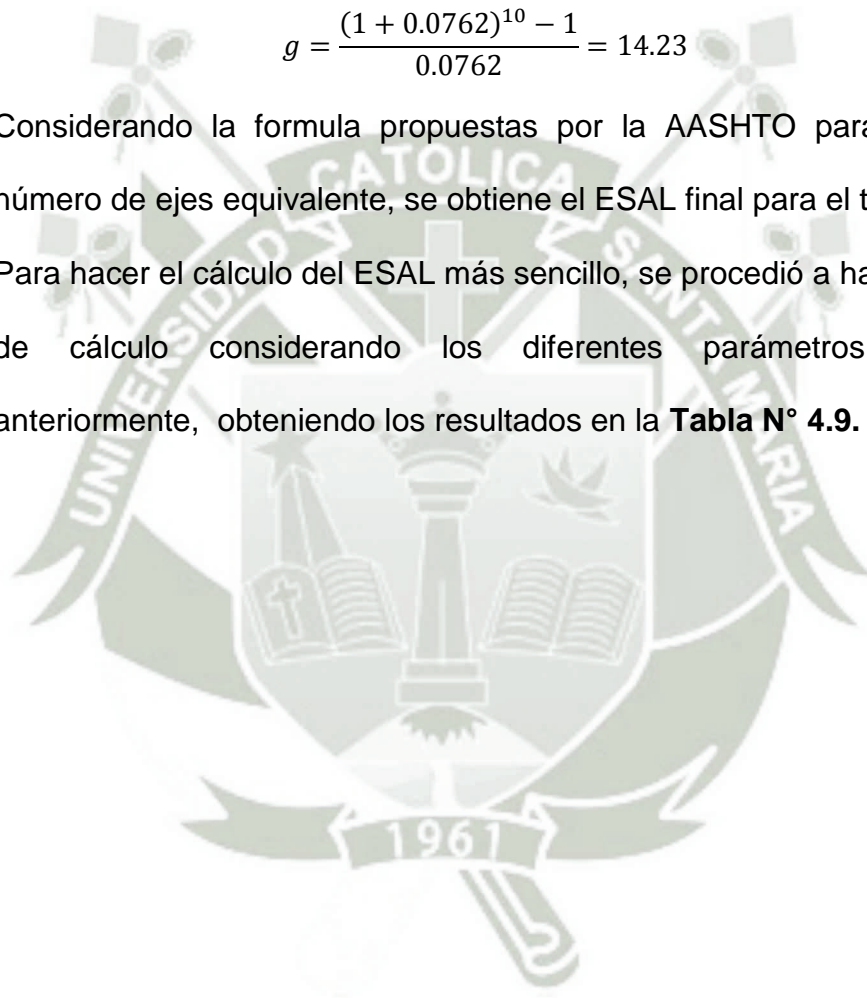 g = \frac{(1 + 0.0762)^{10} - 1}{0.0762} = 14.23
Considerando la formula propuestas por la AASHTO para
número de ejes equivalente, se obtiene el ESAL final para el t
Para hacer el cálculo del ESAL más sencillo, se procedió a ha
de cálculo considerando los diferentes parámetros
anteriormente, obteniendo los resultados en la Tabla N° 4.9.
UNIVERSIDAD CATOLICA SANTA MARIA
1961